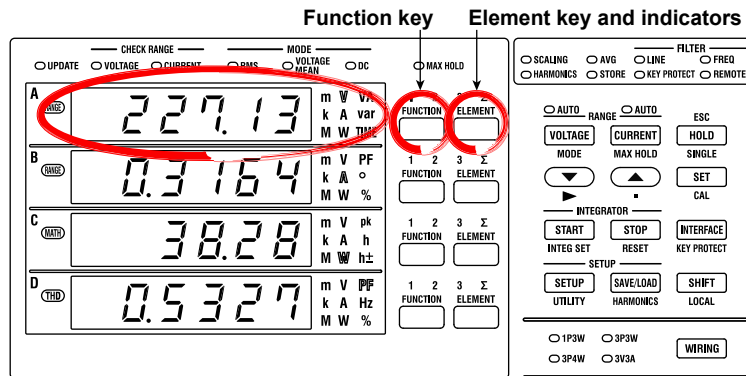 Function key Element key and indicators
CHECK RANGE MODE
UPDATE VOLTAGE CURRENT RMS VOLTAGE MEAN DC MAX HOLD
FILTER
SCALING AVG LINE FREQ
HARMONICS STORE KEY PROTECT REMOTE
A RANGE 227.13 m V VA
k A var
M W TIME
FUNCTION ELEMENT
B RANGE 0.3164 m V PF
k A °
M W %
1 2 3 Σ
FUNCTION ELEMENT
C MATH 38.28 m V pk
k A h
M W h±
1 2 3 Σ
FUNCTION ELEMENT
D THD 0.5327 m V PF
k A Hz
M W %
1 2 3 Σ
FUNCTION ELEMENT
AUTO RANGE AUTO ESC
VOLTAGE CURRENT HOLD
MODE MAX HOLD SINGLE
SET
CAL
INTEGRATOR
START STOP INTERFACE
INTEG SET RESET KEY PROTECT
SETUP
SETUP SAVE/LOAD SHIFT
UTILITY HARMONICS LOCAL
1P3W 3P3W
WIRING
3P4W 3V3A